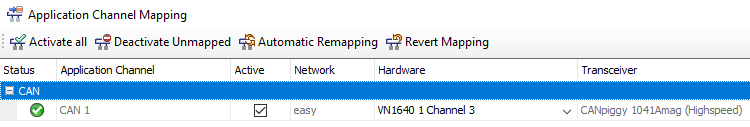 Application Channel Mapping
Activate all Deactivate Unmapped Automatic Remapping Revert Mapping
Status Application Channel Active Network Hardware Transceiver
CAN
CAN 1 easy VN1640 1 Channel 3 CANpiggy 1041Amag (Highspeed)